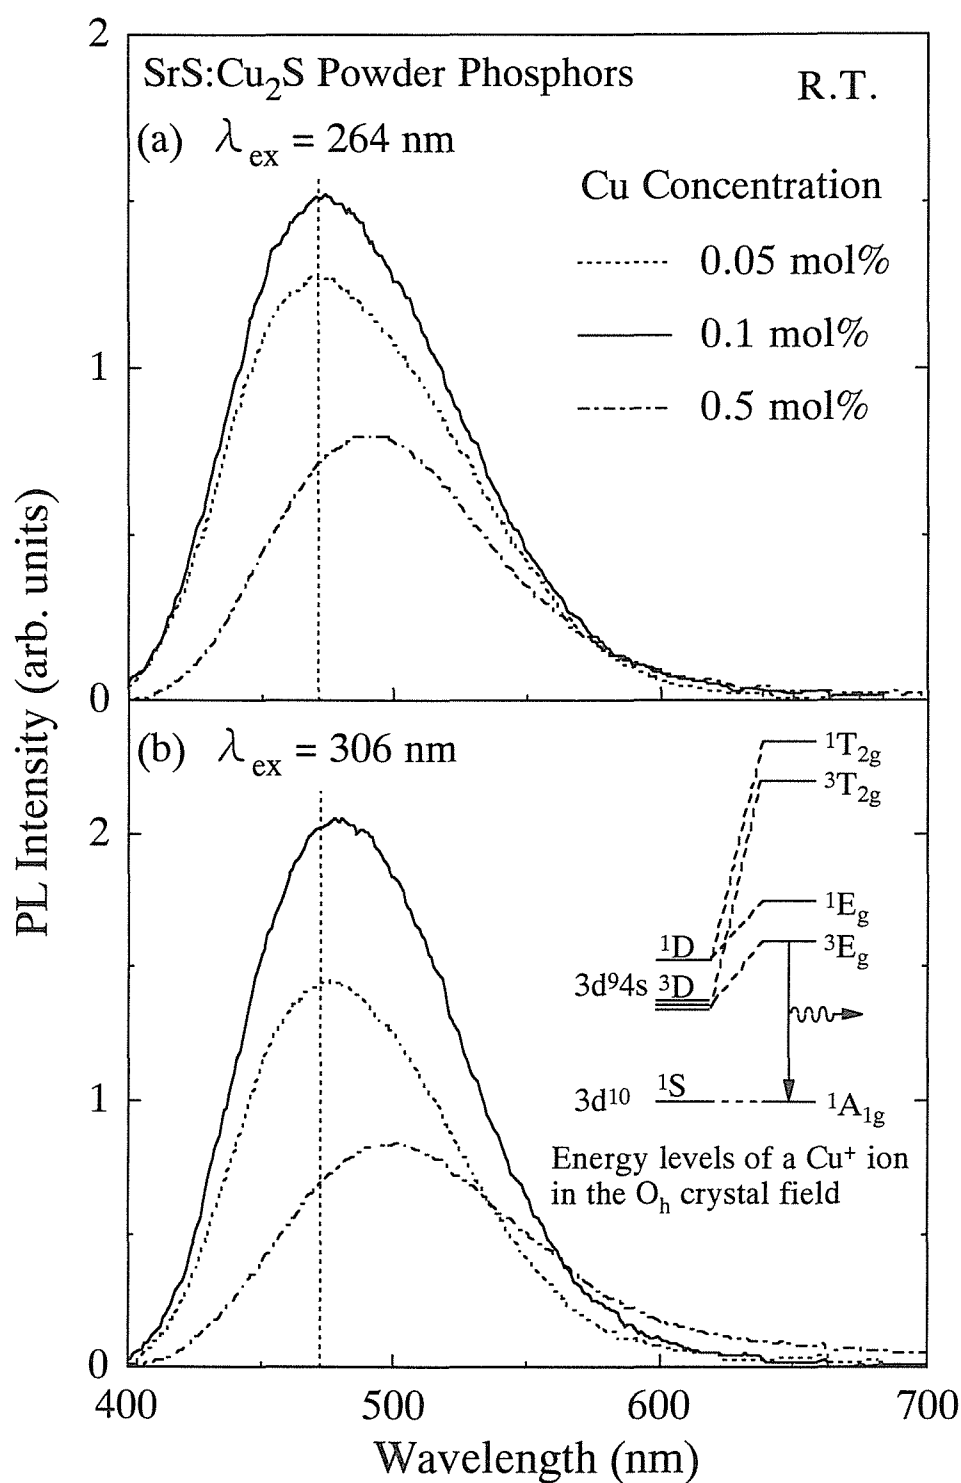 2
SrS:Cu₂S Powder Phosphors
R.T.
(a) λ_ex = 264 nm
Cu Concentration
0.05 mol%
0.1 mol%
0.5 mol%
1
0
PL Intensity (arb. units)
(b) λ_ex = 306 nm
¹T₂g
³T₂g
¹Eg
³Eg
¹D
3d⁹4s ³D
3d¹⁰ ¹S
¹A₁g
Energy levels of a Cu⁺ ion
in the Oₕ crystal field
2
1
0
400 500 600 700
Wavelength (nm)